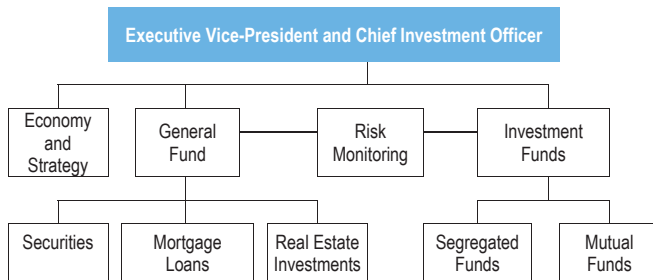 Executive Vice-President and Chief Investment Officer
Economy
and
Strategy
General
Fund
Risk
Monitoring
Investment
Funds
Securities
Mortgage
Loans
Real Estate
Investments
Segregated
Funds
Mutual
Funds